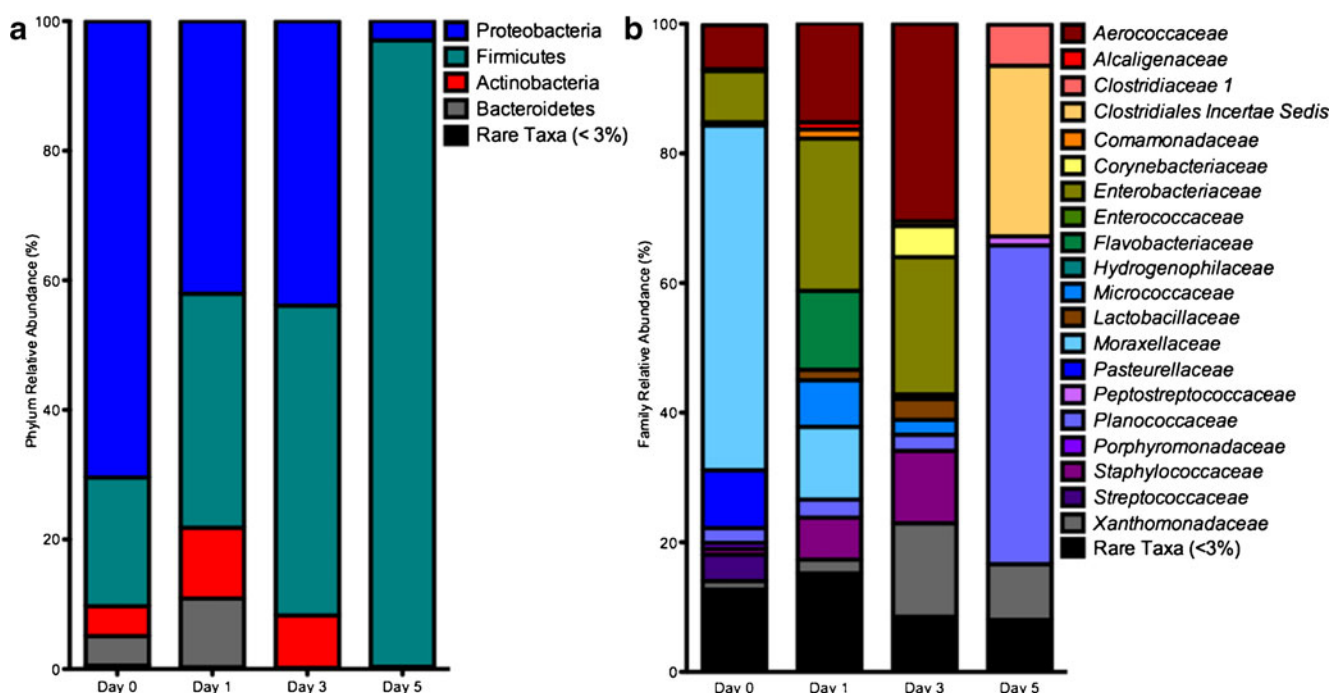 a
Phylum Relative Abundance (%)
100
80
60
40
20
0
Day 0
Day 1
Day 3
Day 5
Proteobacteria
Firmicutes
Actinobacteria
Bacteroidetes
Rare Taxa (< 3%)
b
Family Relative Abundance (%)
100
80
60
40
20
0
Day 0
Day 1
Day 3
Day 5
Aerococcaceae
Alcaligenaceae
Clostridiaceae 1
Clostridiales Incertae Sedis
Comamonadaceae
Corynebacteriaceae
Enterobacteriaceae
Enterococcaceae
Flavobacteriaceae
Hydrogenophilaceae
Micrococcaceae
Lactobacillaceae
Moraxellaceae
Pasteurellaceae
Peptostreptococcaceae
Planococcaceae
Porphyromonadaceae
Staphylococcaceae
Streptococcaceae
Xanthomonadaceae
Rare Taxa (<3%)